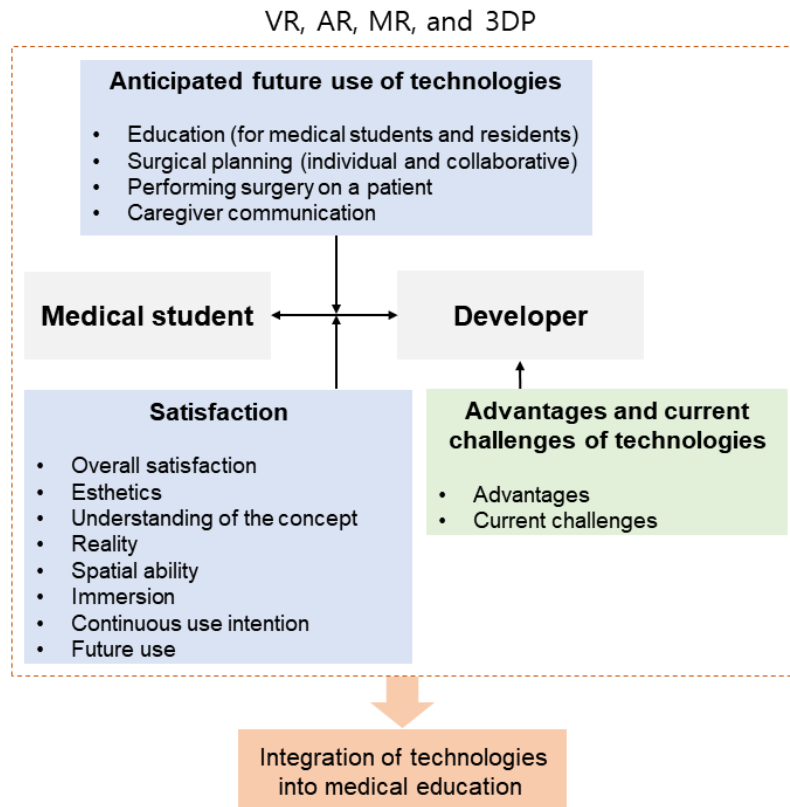 VR, AR, MR, and 3DP
Anticipated future use of technologies
• Education (for medical students and residents)
• Surgical planning (individual and collaborative)
• Performing surgery on a patient
• Caregiver communication
Medical student
Developer
Satisfaction
• Overall satisfaction
• Esthetics
• Understanding of the concept
• Reality
• Spatial ability
• Immersion
• Continuous use intention
• Future use
Advantages and current
challenges of technologies
• Advantages
• Current challenges
Integration of technologies
into medical education